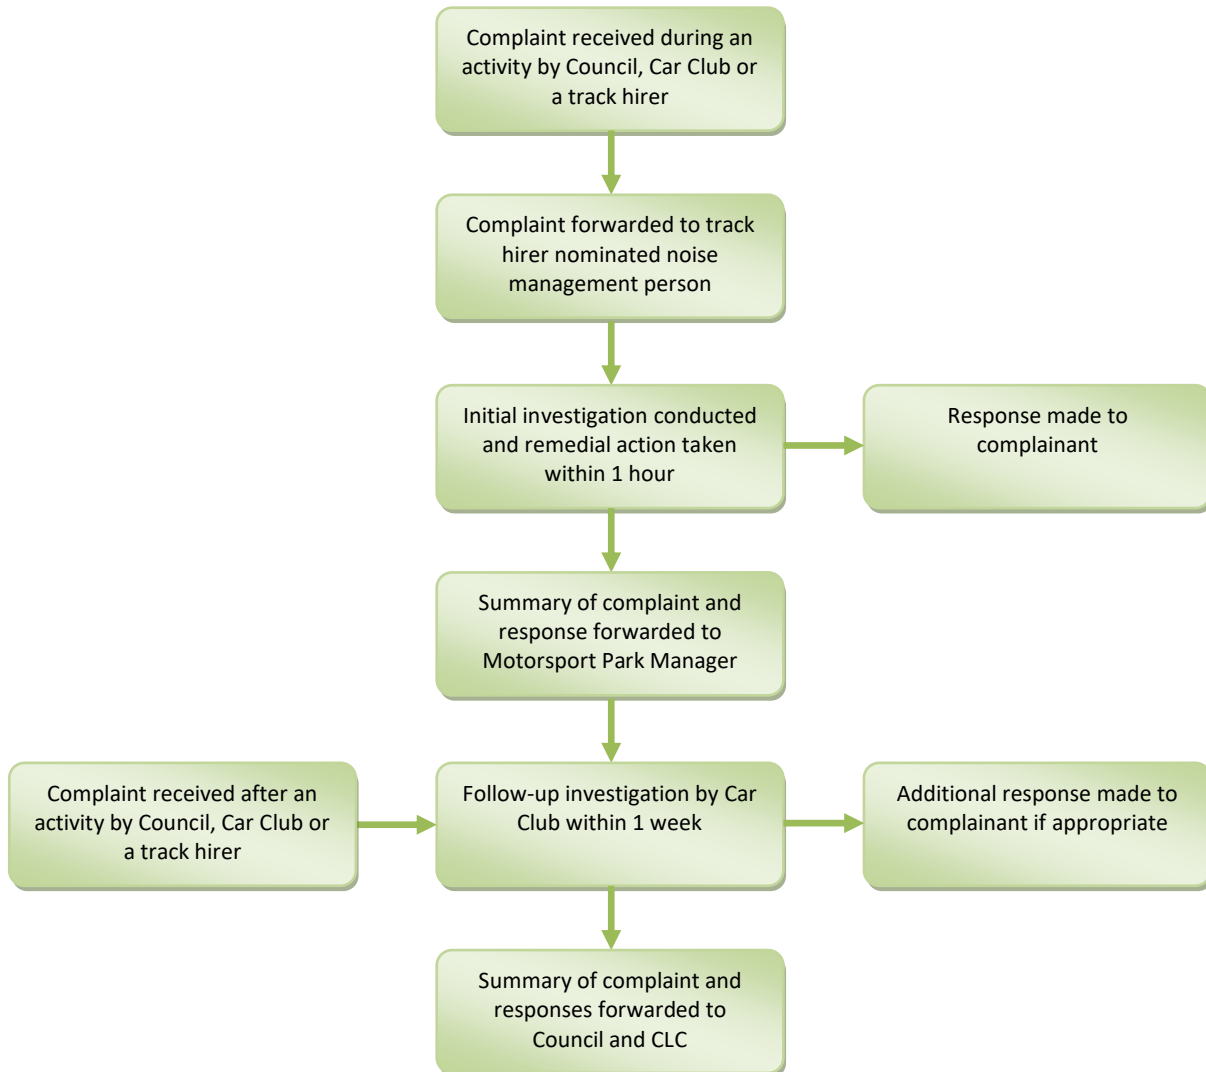 Complaint received during an
activity by Council, Car Club or
a track hirer
Complaint forwarded to track
hirer nominated noise
management person
Initial investigation conducted
and remedial action taken
within 1 hour
Response made to
complainant
Summary of complaint and
response forwarded to
Motorsport Park Manager
Complaint received after an
activity by Council, Car Club or
a track hirer
Follow-up investigation by Car
Club within 1 week
Additional response made to
complainant if appropriate
Summary of complaint and
responses forwarded to
Council and CLC